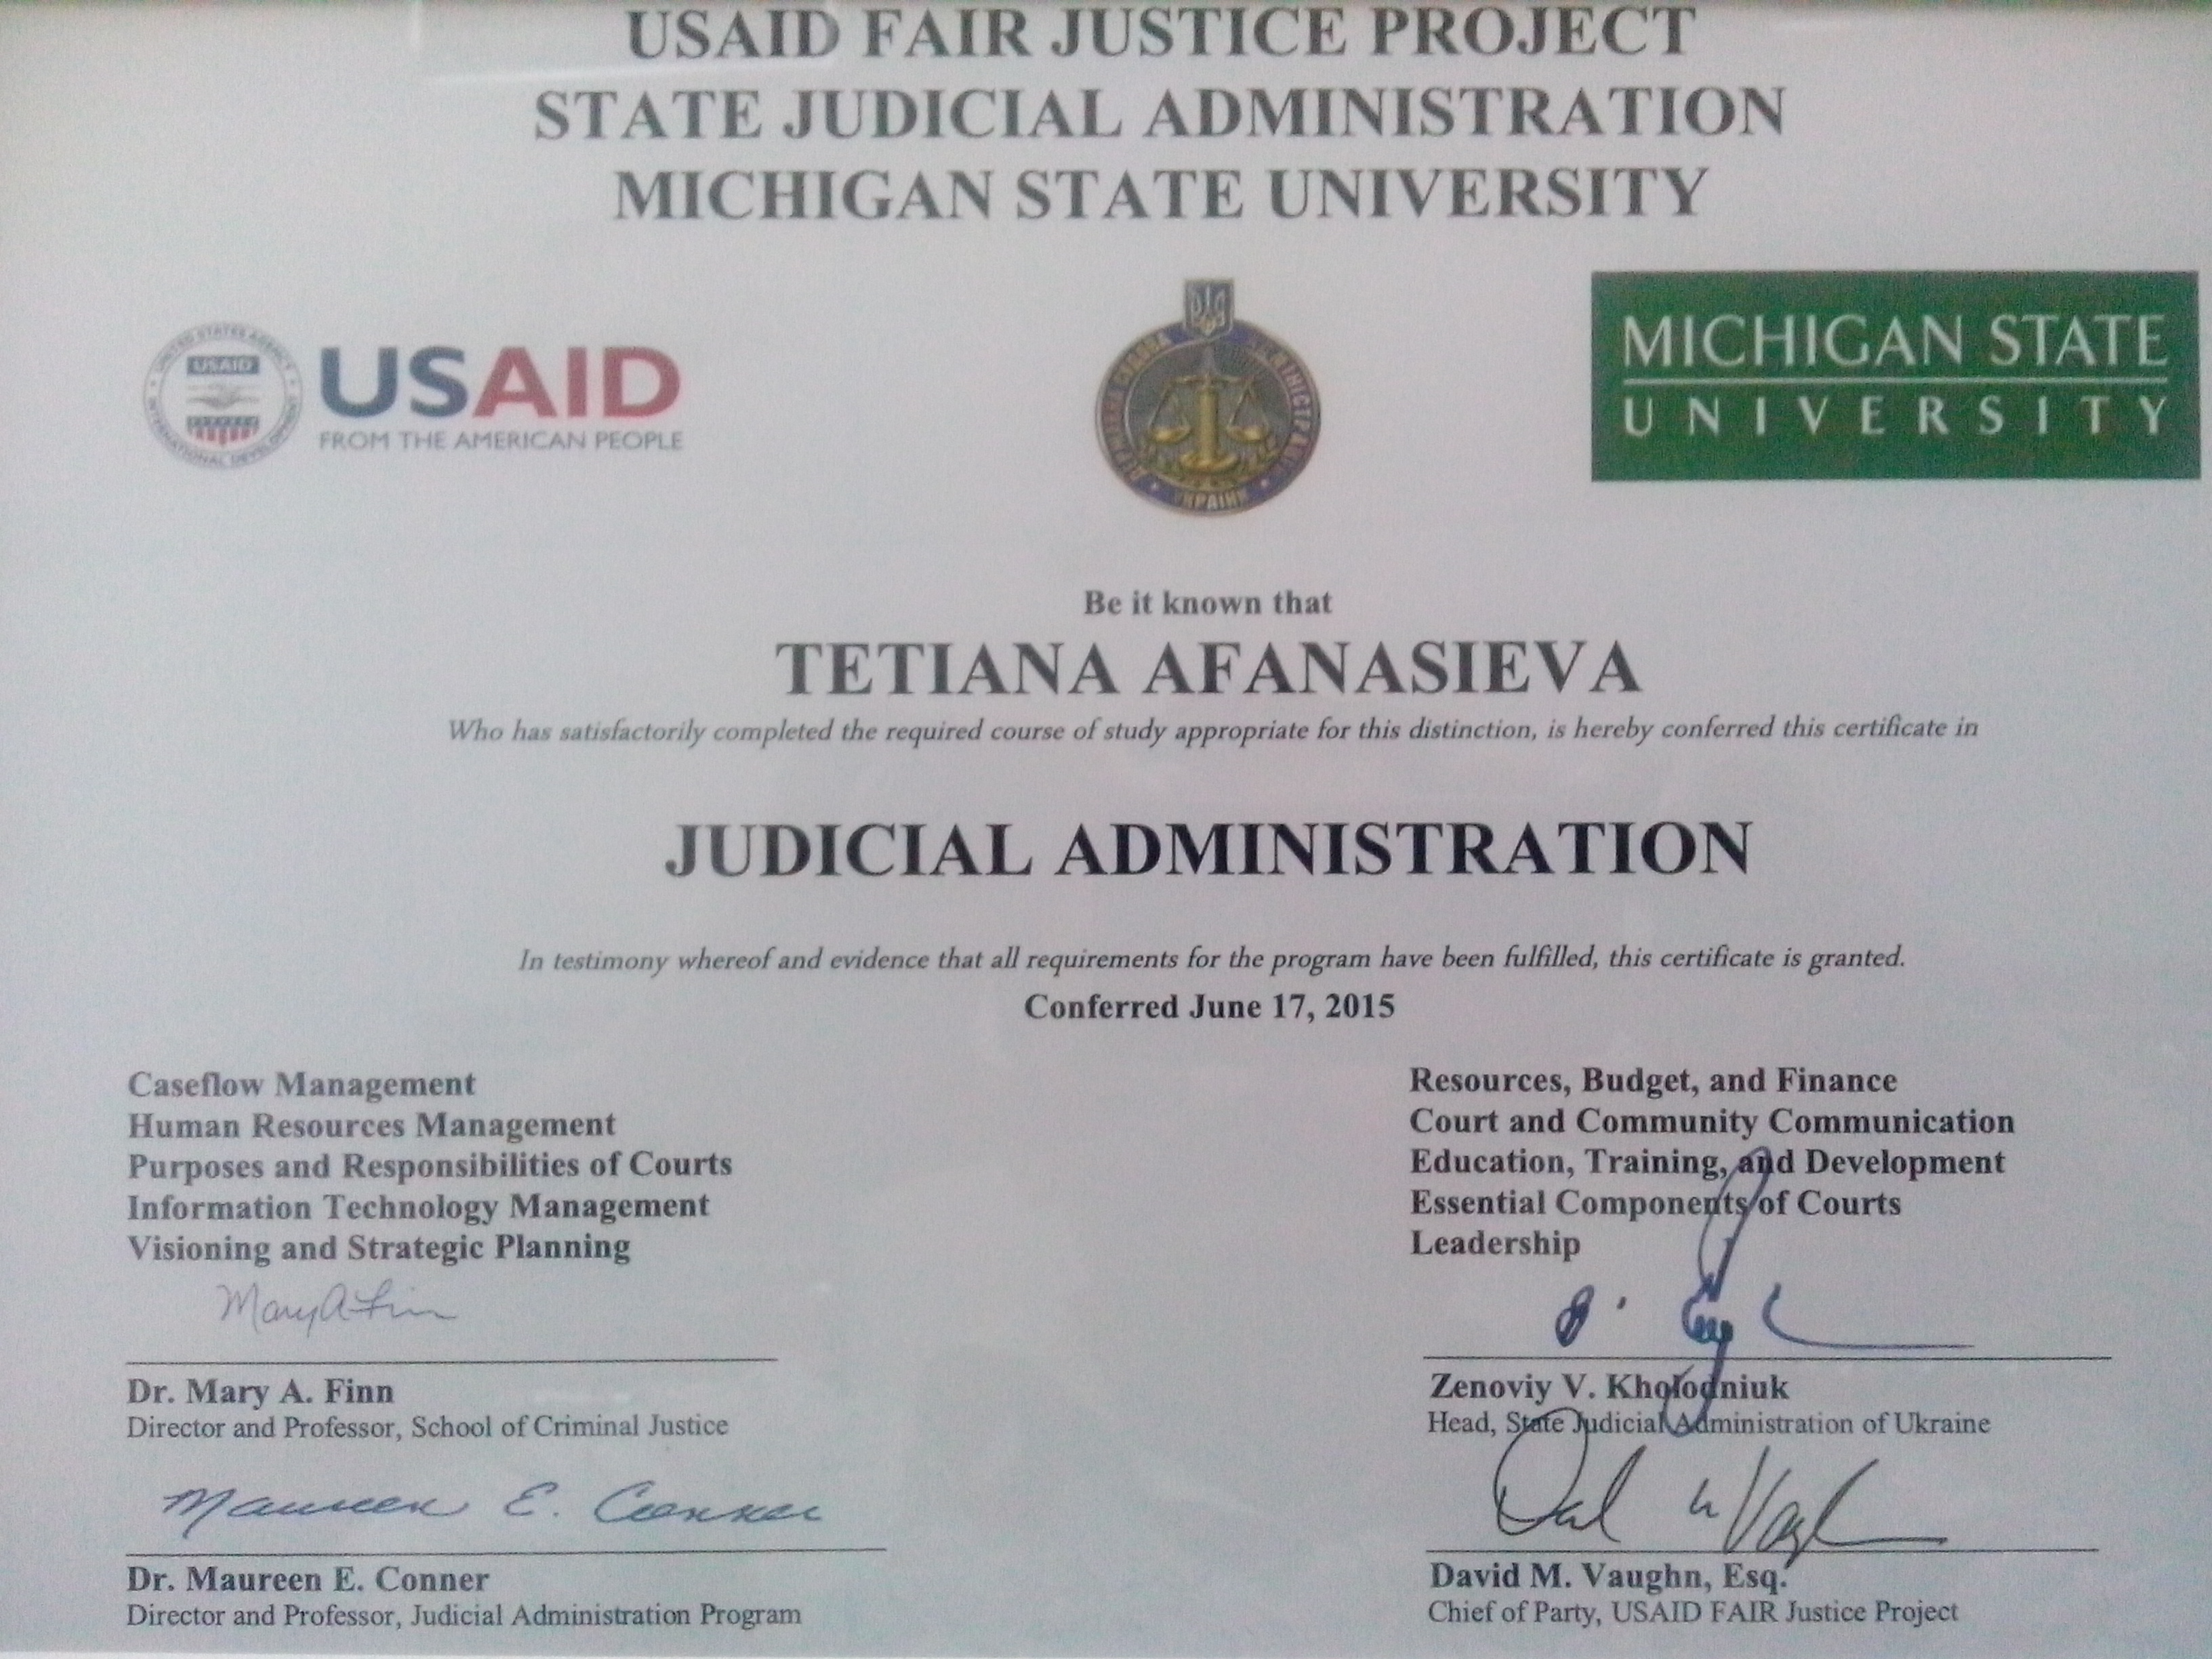 USAID FAIR JUSTICE PROJECT
STATE JUDICIAL ADMINISTRATION
MICHIGAN STATE UNIVERSITY
UNITED STATES AGENCY
USAID
INTERNATIONAL DEVELOPMENT
USAID
FROM THE AMERICAN PEOPLE
УКРАЇНИ
MICHIGAN STATE
UNIVERSITY
Be it known that
TETIANA AFANASIEVA
Who has satisfactorily completed the required course of study appropriate for this distinction, is hereby conferred this certificate in
JUDICIAL ADMINISTRATION
In testimony whereof and evidence that all requirements for the program have been fulfilled, this certificate is granted.
Conferred June 17, 2015
Caseflow Management
Human Resources Management
Purposes and Responsibilities of Courts
Information Technology Management
Visioning and Strategic Planning
Resources, Budget, and Finance
Court and Community Communication
Education, Training, and Development
Essential Components of Courts
Leadership
Mary A Finn
Dr. Mary A. Finn
Director and Professor, School of Criminal Justice
Zenoviy V. Kholodniuk
Head, State Judicial Administration of Ukraine
Maureen E. Conner
Dr. Maureen E. Conner
Director and Professor, Judicial Administration Program
David M. Vaughn, Esq.
Chief of Party, USAID FAIR Justice Project